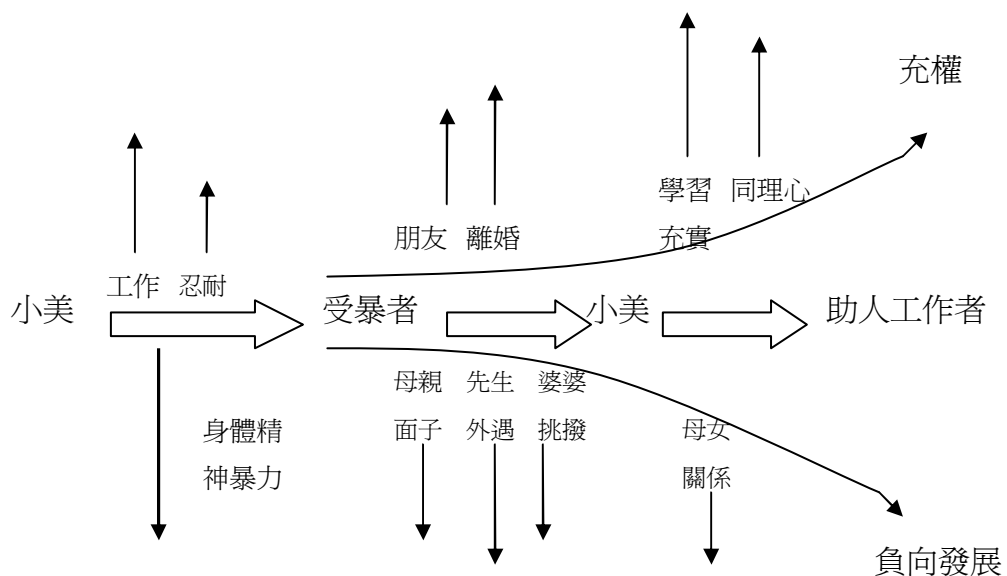 充權
學習 同理心
充實
朋友 離婚
工作 忍耐
小美 受暴者 小美 助人工作者
母親 先生 婆婆
面子 外遇 挑撥
身體精
神暴力
母女
關係
負向發展